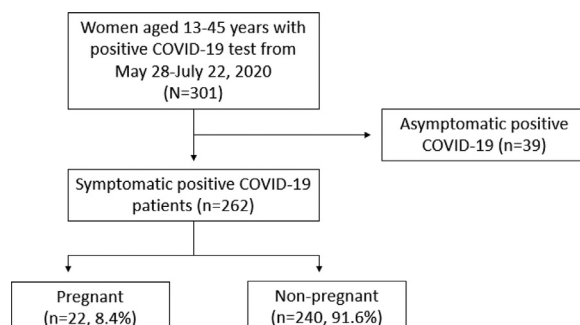 Women aged 13-45 years with
positive COVID-19 test from
May 28-July 22, 2020
(N=301)
Asymptomatic positive
COVID-19 (n=39)
Symptomatic positive COVID-19
patients (n=262)
Pregnant
(n=22, 8.4%)
Non-pregnant
(n=240, 91.6%)